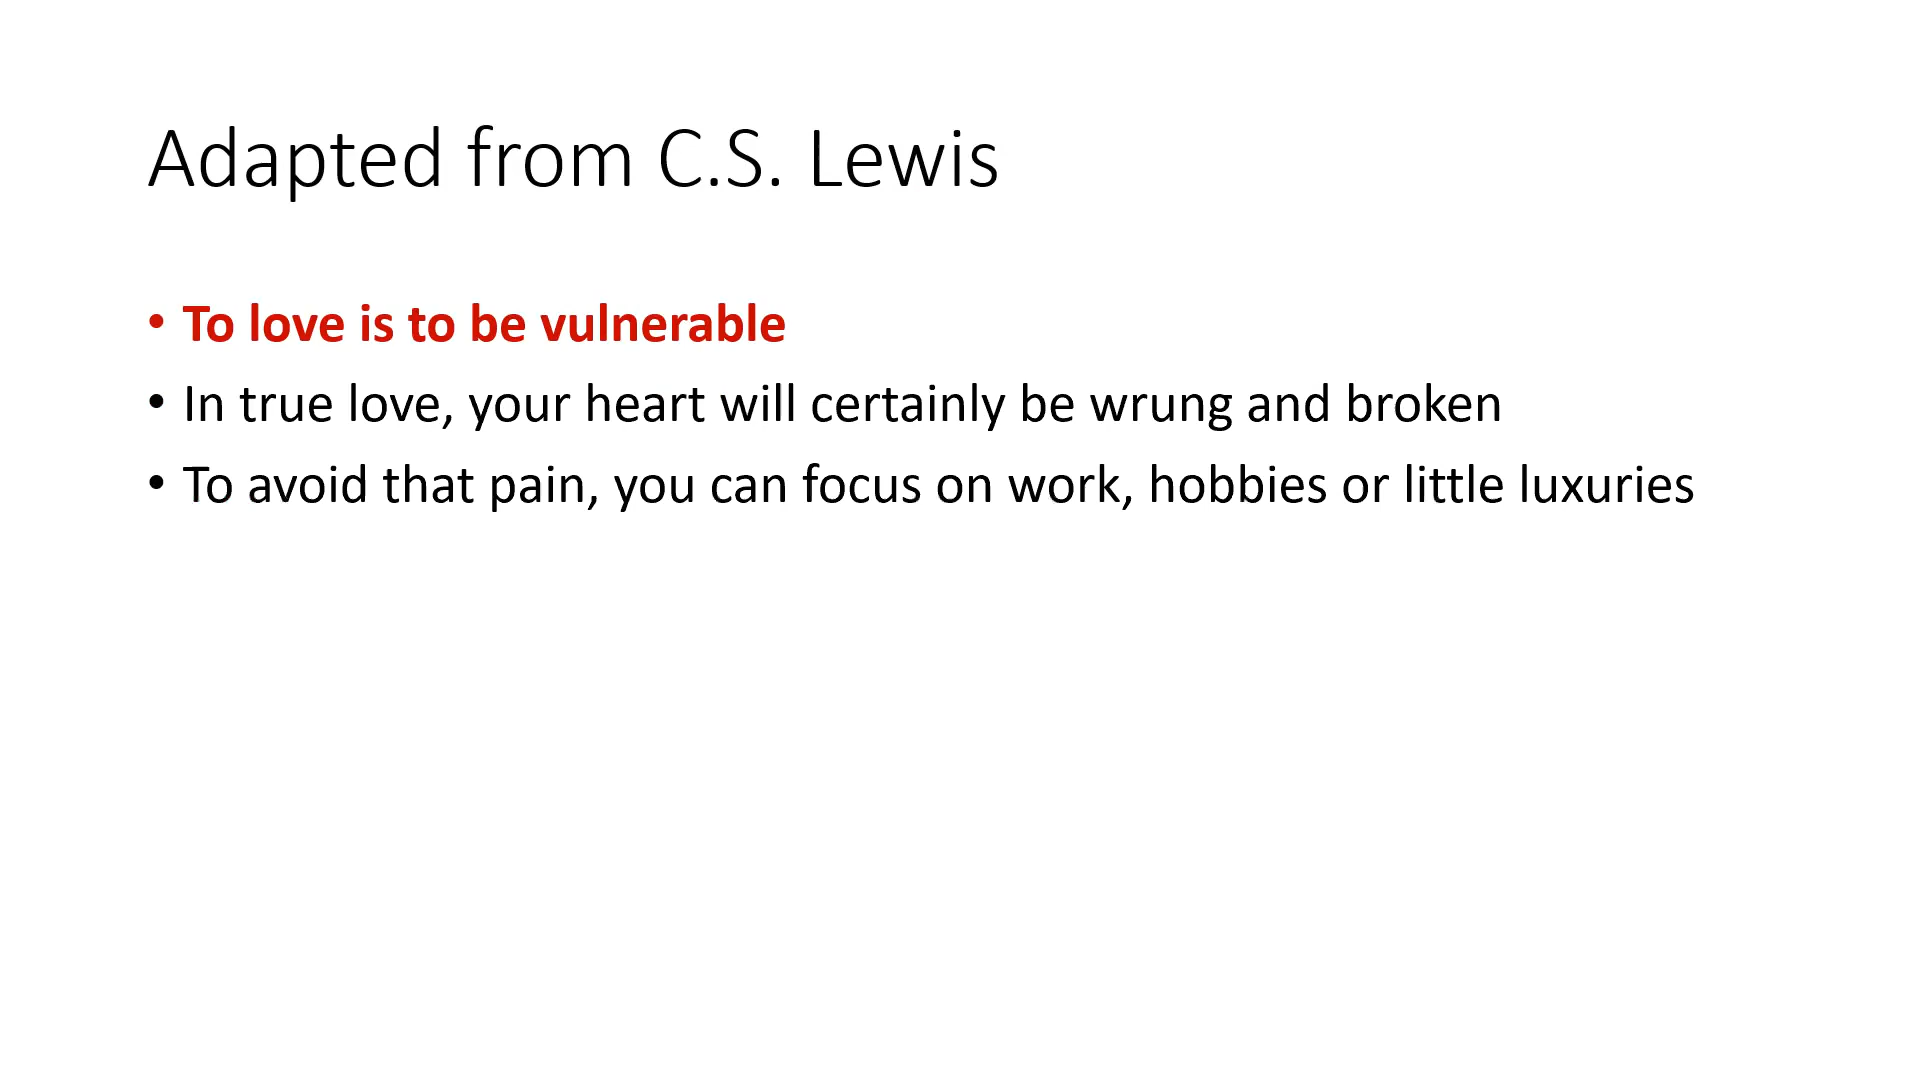 Adapted from C.S. Lewis
• To love is to be vulnerable
• In true love, your heart will certainly be wrung and broken
• To avoid that pain, you can focus on work, hobbies or little luxuries